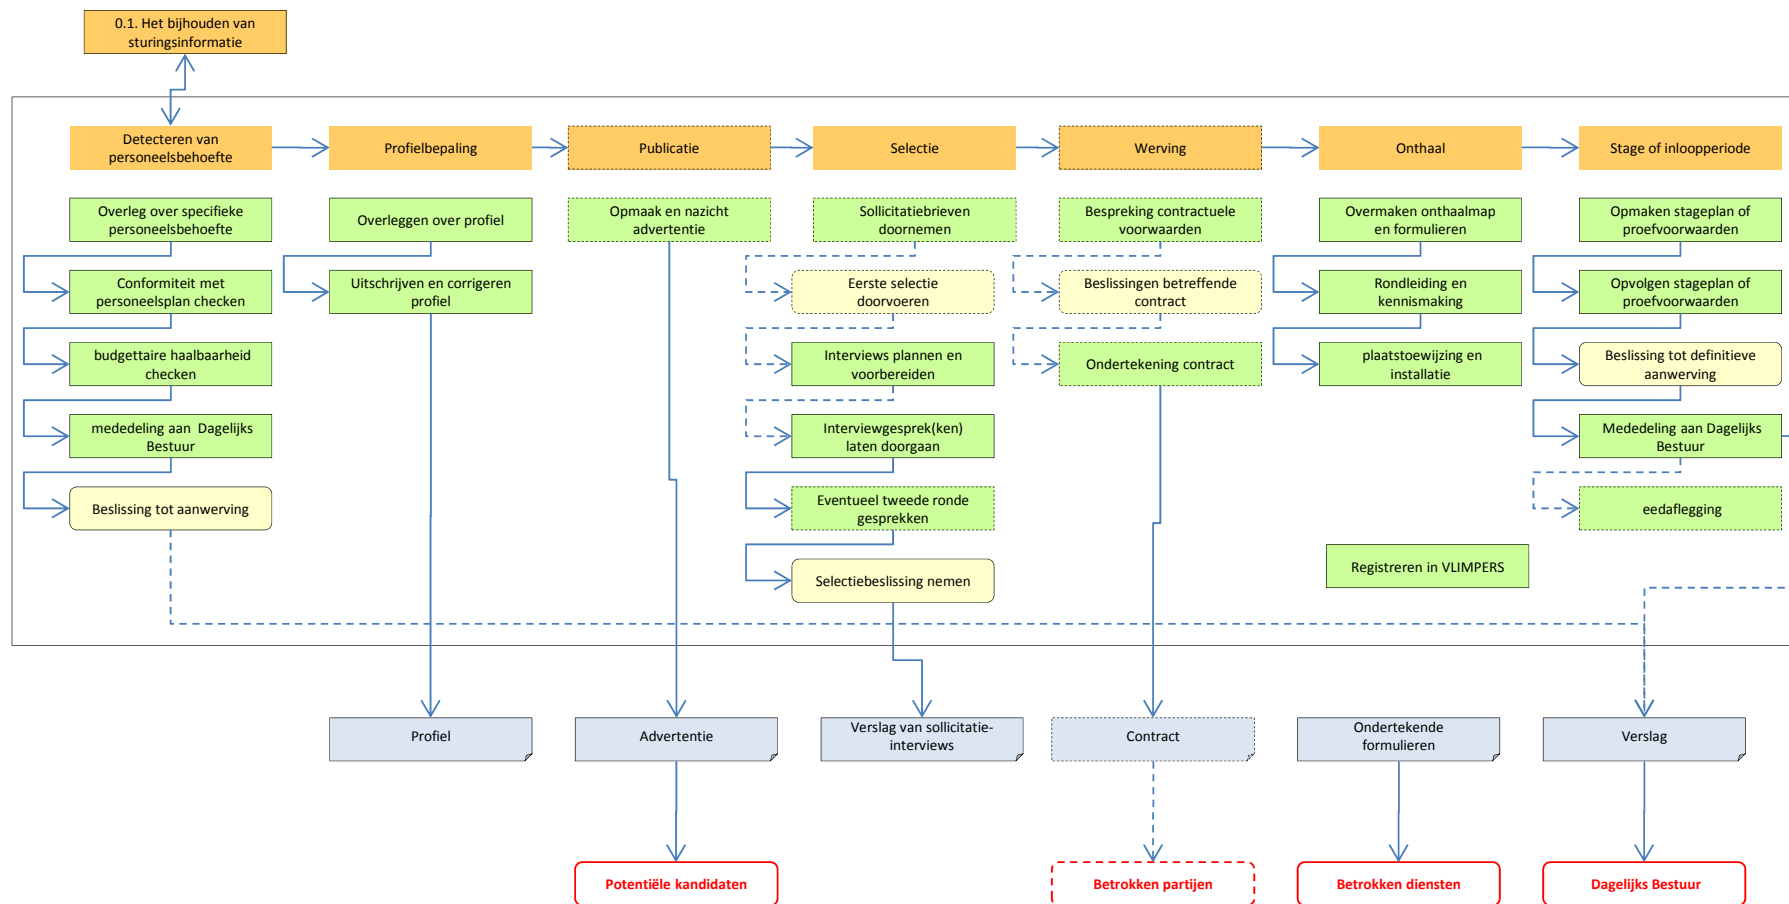 0.1. Het bijhouden van
sturingsinformatie
Detecteren van
personeelsbehoefte
Profielbepaling
Publicatie
Selectie
Werving
Onthaal
Stage of inloopperiode
Overleg over specifieke
personeelsbehoefte
Overleggen over profiel
Opmaak en nazicht
advertentie
Sollicitatiebrieven
doornemen
Bespreking contractuele
voorwaarden
Overmaken onthaalmap
en formulieren
Opmaken stageplan of
proefvoorwaarden
Conformiteit met
personeelsplan checken
Uitschrijven en corrigeren
profiel
Eerste selectie
doorvoeren
Beslissingen betreffende
contract
Rondleiding en
kennismaking
Opvolgen stageplan of
proefvoorwaarden
budgettaire haalbaarheid
checken
Interviews plannen en
voorbereiden
Ondertekening contract
plaatstoewijzing en
installatie
Beslissing tot definitieve
aanwerving
mededeling aan Dagelijks
Bestuur
Interviewgesprek(ken)
laten doorgaan
Mededeling aan Dagelijks
Bestuur
Beslissing tot aanwerving
Eventueel tweede ronde
gesprekken
eedaflegging
Selectiebeslissing nemen
Registreren in VLIMPERS
Profiel
Advertentie
Verslag van sollicitatie-
interviews
Contract
Ondertekende
formulieren
Verslag
Potentiële kandidaten
Betrokken partijen
Betrokken diensten
Dagelijks Bestuur